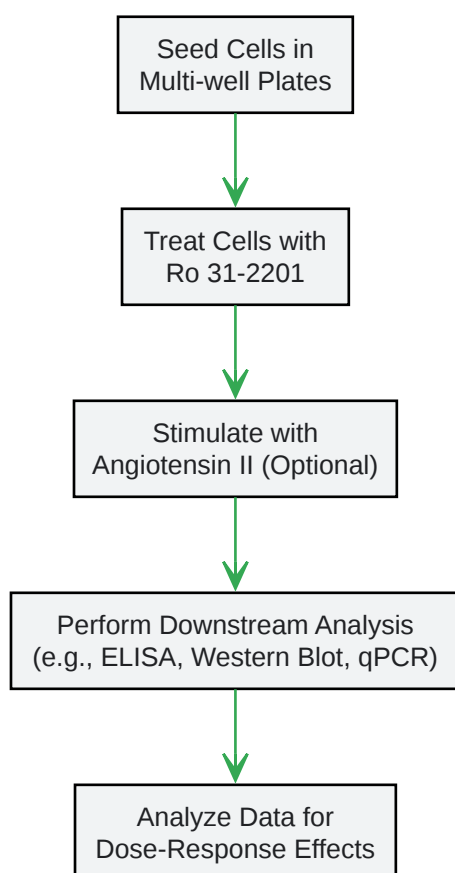 Seed Cells in
Multi-well Plates
Treat Cells with
Ro 31-2201
Stimulate with
Angiotensin II (Optional)
Perform Downstream Analysis
(e.g., ELISA, Western Blot, qPCR)
Analyze Data for
Dose-Response Effects